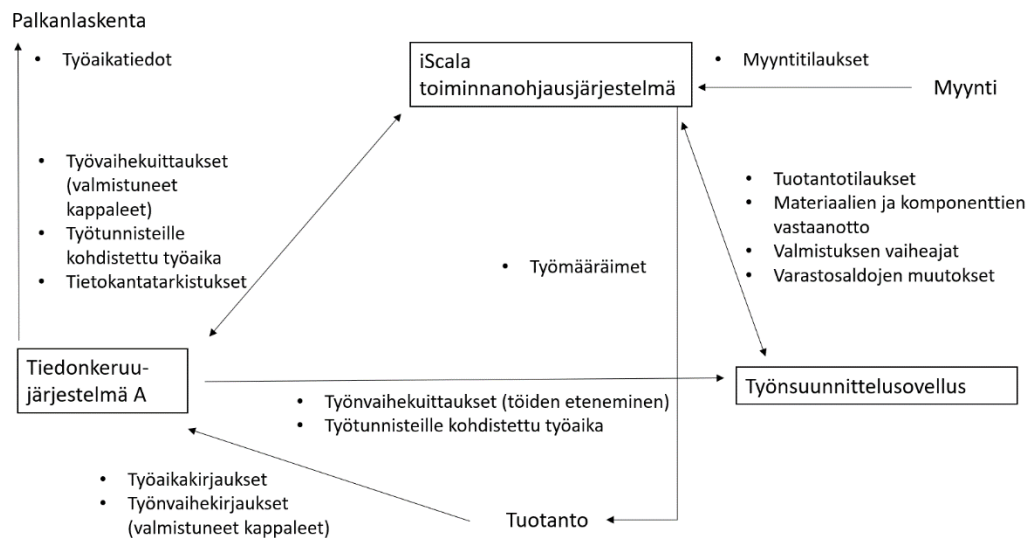 Palkanlaskenta
• Työaikatiedot
iScala
toiminnanohjausjärjestelmä
• Myyntitilaukset
Myynti
• Työvaihekuittaukset
(valmistuneet
kappaleet)
• Työtunnisteille
kohdistettu työaika
• Tietokantatarkistukset
• Tuotantotilaukset
• Materiaalien ja komponenttien
vastaanotto
• Valmistuksen vaiheajat
• Varastosaldojen muutokset
• Työmääräimet
Tiedonkeruu-
järjestelmä A
Työnsuunnittelusovellus
• Työnvaihekuittaukset (töiden eteneminen)
• Työtunnisteille kohdistettu työaika
• Työaikakirjaukset
• Työnvaihekirjaukset
(valmistuneet kappaleet)
Tuotanto